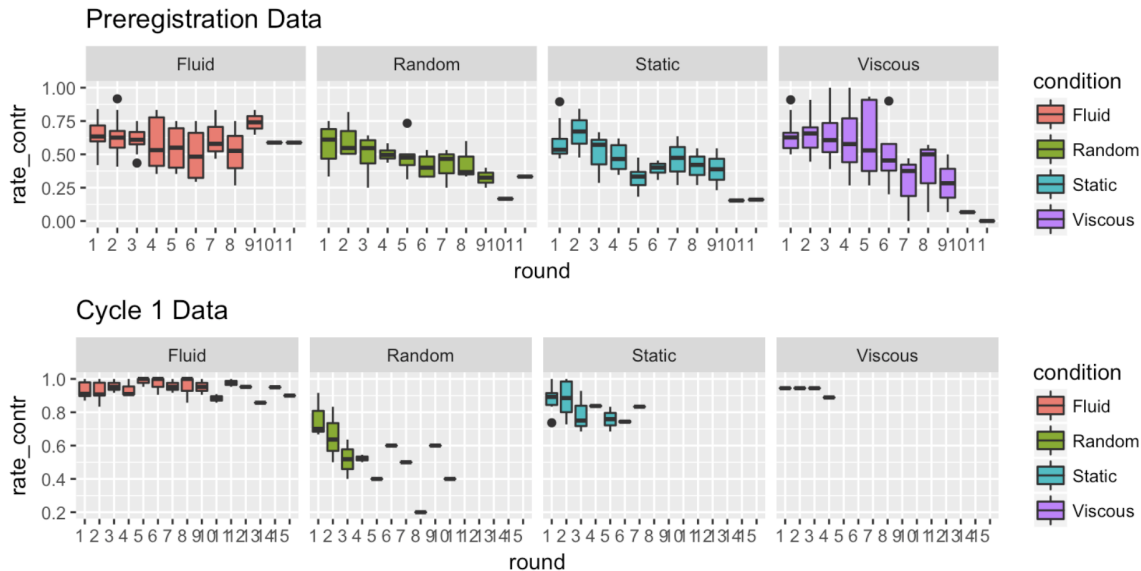 Preregistration Data
Fluid Random Static Viscous
rate_contr
1.00
0.75
0.50
0.25
0.00
1 2 3 4 5 6 7 8 91011 1 2 3 4 5 6 7 8 91011 1 2 3 4 5 6 7 8 91011 1 2 3 4 5 6 7 8 91011
round
condition
Fluid
Random
Static
Viscous
Cycle 1 Data
Fluid Random Static Viscous
rate_contr
1.0
0.8
0.6
0.4
0.2
1 2 3 4 5 6 7 8 9101112131415 1 2 3 4 5 6 7 8 9101112131415 1 2 3 4 5 6 7 8 9101112131415 1 2 3 4 5 6 7 8 9101112131415
round
condition
Fluid
Random
Static
Viscous